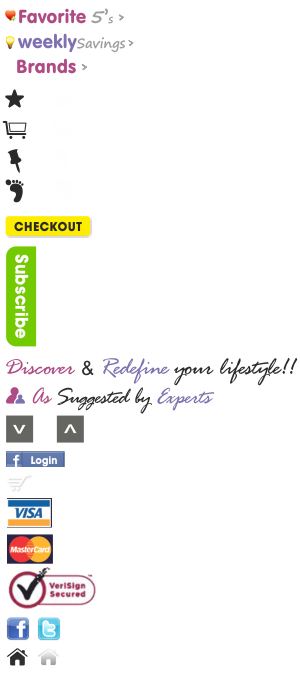 Favorite 5's >
weekly Savings >
Brands >
CHECKOUT
Subscribe
Discover & Redefine your lifestyle!!
As Suggested by Experts
f Login
VISA
MasterCard
VeriSign™
Secured
f t